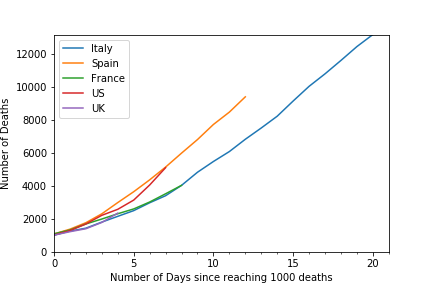 Italy
Spain
France
US
UK
12000
10000
8000
6000
4000
2000
0
Number of Deaths
0
5
10
15
20
Number of Days since reaching 1000 deaths